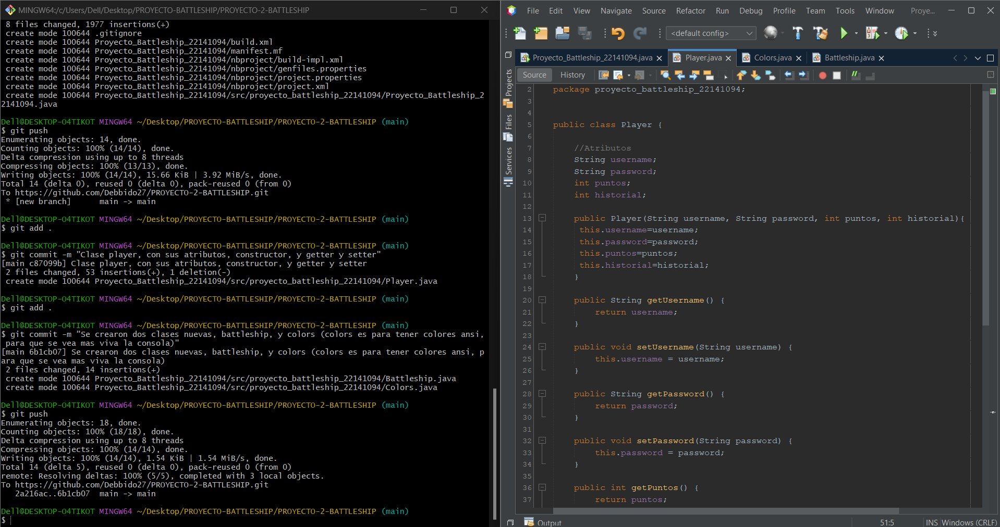 MINGW64:/c/Users/Dell/Desktop/PROYECTO-BATTLESHIP/PROYECTO-2-BATTLESHIP
8 files changed, 1977 insertions(+)
create mode 100644 .gitignore
create mode 100644 Proyecto_Battleship_22141094/build.xml
create mode 100644 Proyecto_Battleship_22141094/manifest.mf
create mode 100644 Proyecto_Battleship_22141094/nbproject/build-impl.xml
create mode 100644 Proyecto_Battleship_22141094/nbproject/genfiles.properties
create mode 100644 Proyecto_Battleship_22141094/nbproject/project.properties
create mode 100644 Proyecto_Battleship_22141094/nbproject/project.xml
create mode 100644 Proyecto_Battleship_22141094/src/proyecto_battleship_22141094/Proyecto_Battleship_2
2141094.java
Dell@DESKTOP-O4TIKOT MINGW64 ~/Desktop/PROYECTO-BATTLESHIP/PROYECTO-2-BATTLESHIP (main)
$ git push
Enumerating objects: 14, done.
Counting objects: 100% (14/14), done.
Delta compression using up to 8 threads
Compressing objects: 100% (13/13), done.
Writing objects: 100% (14/14), 15.66 KiB | 3.92 MiB/s, done.
Total 14 (delta 0), reused 0 (delta 0), pack-reused 0 (from 0)
To https://github.com/Debbido27/PROYECTO-2-BATTLESHIP.git
* [new branch]      main -> main
Dell@DESKTOP-O4TIKOT MINGW64 ~/Desktop/PROYECTO-BATTLESHIP/PROYECTO-2-BATTLESHIP (main)
$ git add .
Dell@DESKTOP-O4TIKOT MINGW64 ~/Desktop/PROYECTO-BATTLESHIP/PROYECTO-2-BATTLESHIP (main)
$ git commit -m "Clase player, con sus atributos, constructor, y getter y setter"
[main c87099b] Clase player, con sus atributos, constructor, y getter y setter
2 files changed, 53 insertions(+), 1 deletion(-)
create mode 100644 Proyecto_Battleship_22141094/src/proyecto_battleship_22141094/Player.java
Dell@DESKTOP-O4TIKOT MINGW64 ~/Desktop/PROYECTO-BATTLESHIP/PROYECTO-2-BATTLESHIP (main)
$ git add .
Dell@DESKTOP-O4TIKOT MINGW64 ~/Desktop/PROYECTO-BATTLESHIP/PROYECTO-2-BATTLESHIP (main)
$ git commit -m "Se crearon dos clases nuevas, battleship, y colors (colors es para tener colores ansi,
para que se vea mas viva la consola)"
[main 6b1cb07] Se crearon dos clases nuevas, battleship, y colors (colors es para tener colores ansi, p
ara que se vea mas viva la consola)
2 files changed, 14 insertions(+)
create mode 100644 Proyecto_Battleship_22141094/src/proyecto_battleship_22141094/Battleship.java
create mode 100644 Proyecto_Battleship_22141094/src/proyecto_battleship_22141094/Colors.java
Dell@DESKTOP-O4TIKOT MINGW64 ~/Desktop/PROYECTO-BATTLESHIP/PROYECTO-2-BATTLESHIP (main)
$ git push
Enumerating objects: 18, done.
Counting objects: 100% (18/18), done.
Delta compression using up to 8 threads
Compressing objects: 100% (14/14), done.
Writing objects: 100% (14/14), 1.54 KiB | 1.54 MiB/s, done.
Total 14 (delta 5), reused 0 (delta 0), pack-reused 0 (from 0)
remote: Resolving deltas: 100% (5/5), completed with 3 local objects.
To https://github.com/Debbido27/PROYECTO-2-BATTLESHIP.git
2a216ac..6b1cb07  main -> main
Dell@DESKTOP-O4TIKOT MINGW64 ~/Desktop/PROYECTO-BATTLESHIP/PROYECTO-2-BATTLESHIP (main)
$
File Edit View Navigate Source Refactor Run Debug Profile Team Tools Window Proye...
<default config>
Proyecto_Battleship_22141094.java Player.java Colors.java Battleship.java
Source History
Projects
Files
Services
2 package proyecto_battleship_22141094;
3
4
5 public class Player {
6
7 //Atributos
8 String username;
9 String password;
10 int puntos;
11 int historial;
12
13 public Player(String username, String password, int puntos, int historial){
14 this.username=username;
15 this.password=password;
16 this.puntos=puntos;
17 this.historial=historial;
18 }
19
20 public String getUsername() {
21 return username;
22 }
23
24 public void setUsername(String username) {
25 this.username = username;
26 }
27
28 public String getPassword() {
29 return password;
30 }
31
32 public void setPassword(String password) {
33 this.password = password;
34 }
35
36 public int getPuntos() {
37 return puntos;
Output
51:5 INS Windows (CRLF)